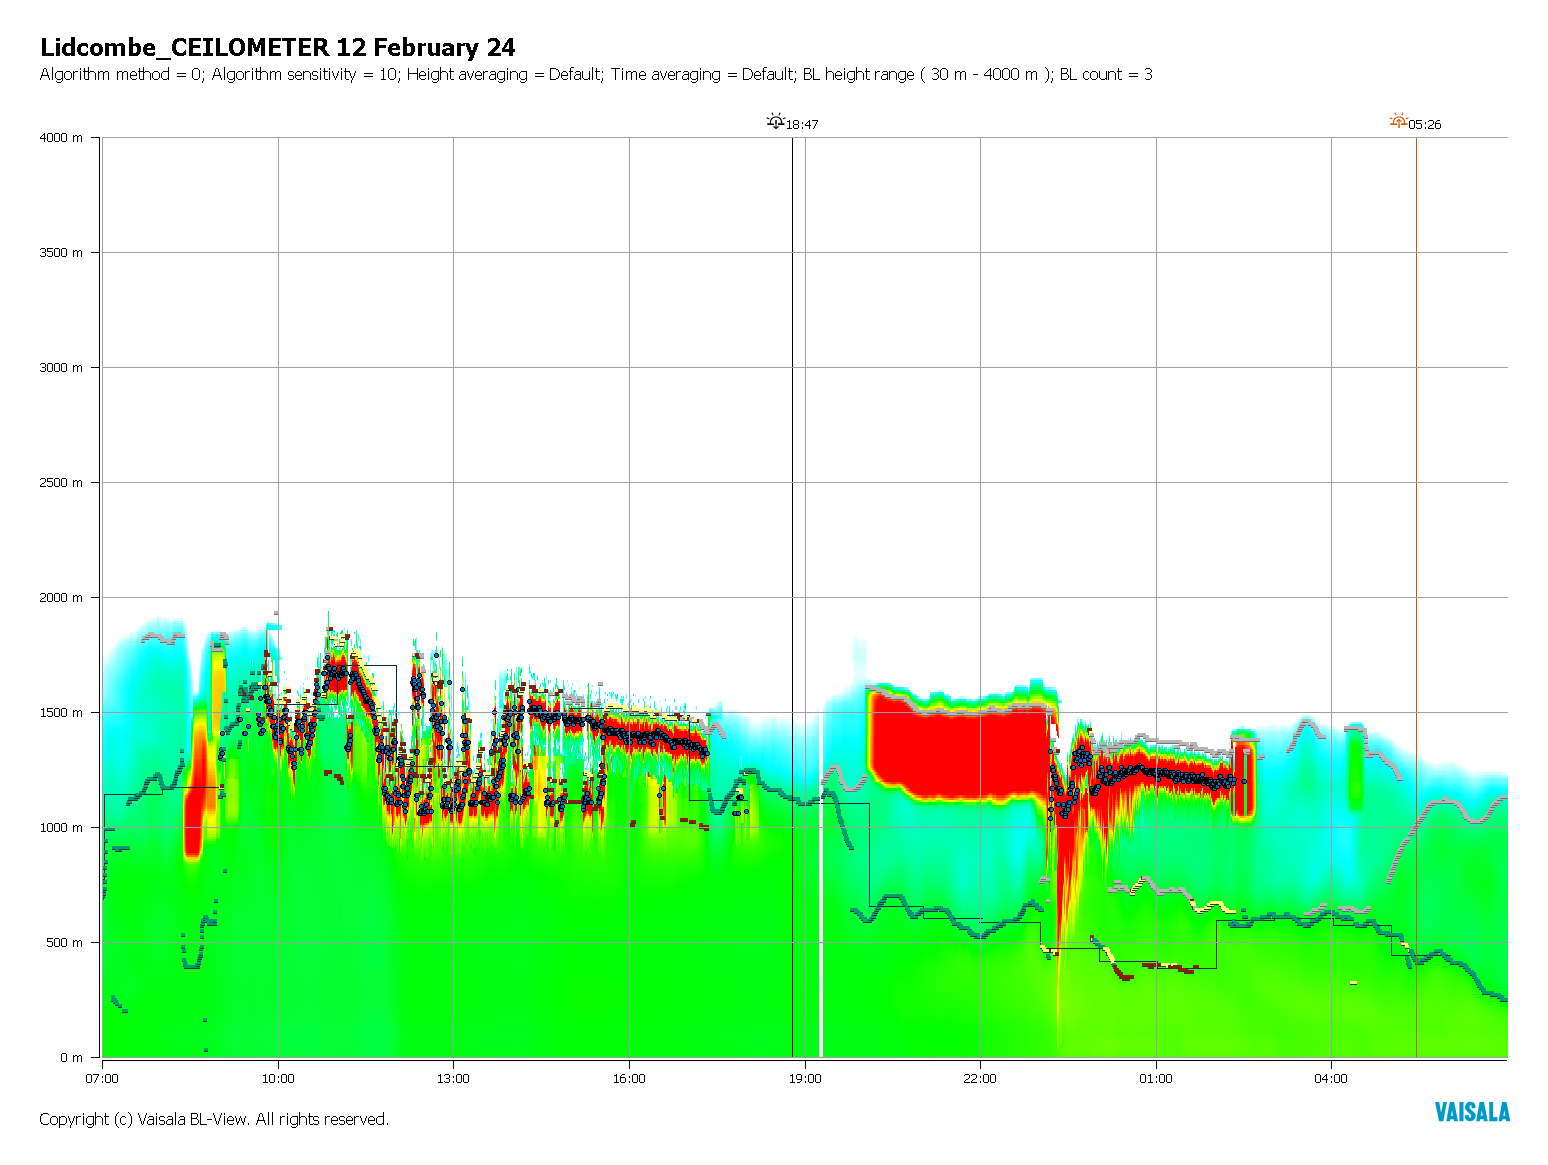 Lidcombe_CEILOMETER 12 February 24
Algorithm method = 0; Algorithm sensitivity = 10; Height averaging = Default; Time averaging = Default; BL height range ( 30 m - 4000 m ); BL count = 3
18:47
05:26
4000 m
3500 m
3000 m
2500 m
2000 m
1500 m
1000 m
500 m
0 m
07:00
10:00
13:00
16:00
19:00
22:00
01:00
04:00
Copyright (c) Vaisala BL-View. All rights reserved.
VAISALA